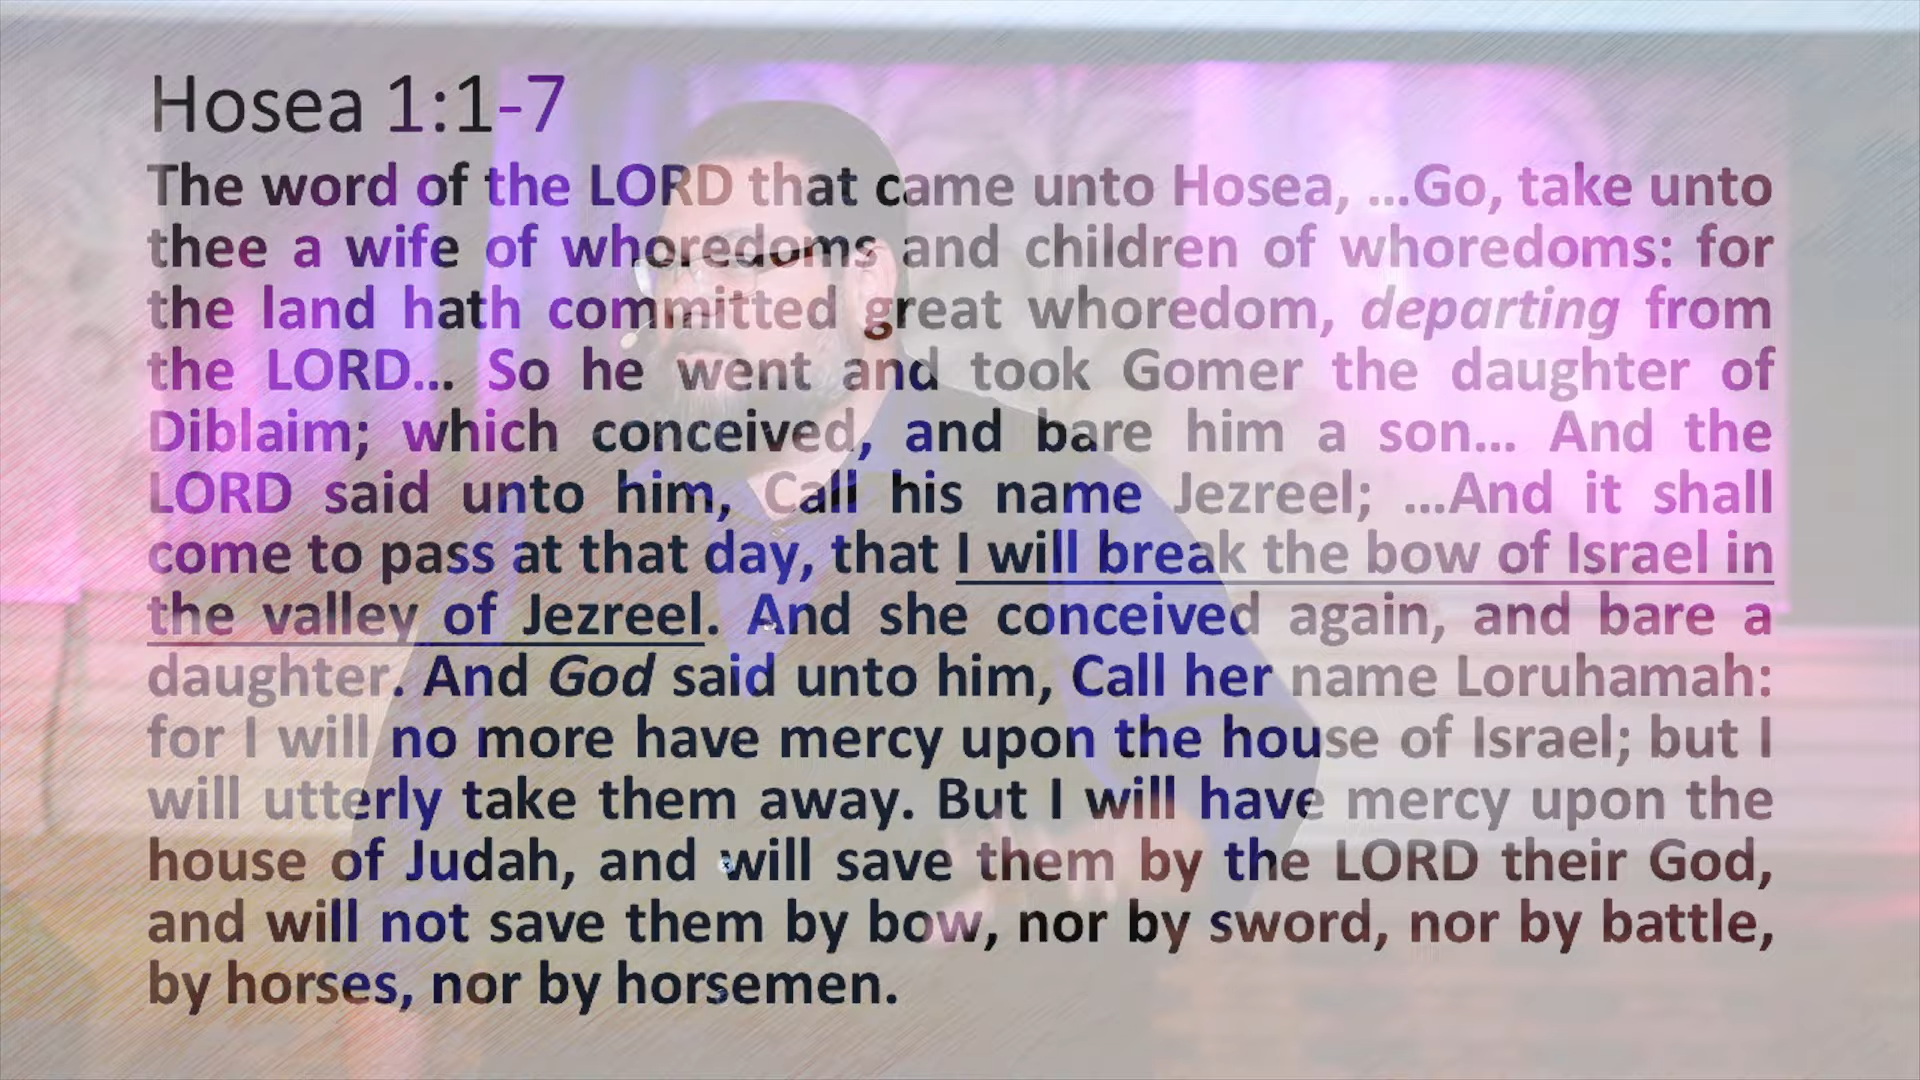 Hosea 1:1-7
The word of the LORD that came unto Hosea, ...Go, take unto
thee a wife of whoredoms and children of whoredoms: for
the land hath committed great whoredom, departing from
the LORD... So he went and took Gomer the daughter of
Diblaim; which conceived, and bare him a son... And the
LORD said unto him, Call his name Jezreel; ...And it shall
come to pass at that day, that I will break the bow of Israel in
the valley of Jezreel. And she conceived again, and bare a
daughter. And God said unto him, Call her name Loruhamah:
for I will no more have mercy upon the house of Israel; but I
will utterly take them away. But I will have mercy upon the
house of Judah, and will save them by the LORD their God,
and will not save them by bow, nor by sword, nor by battle,
by horses, nor by horsemen.